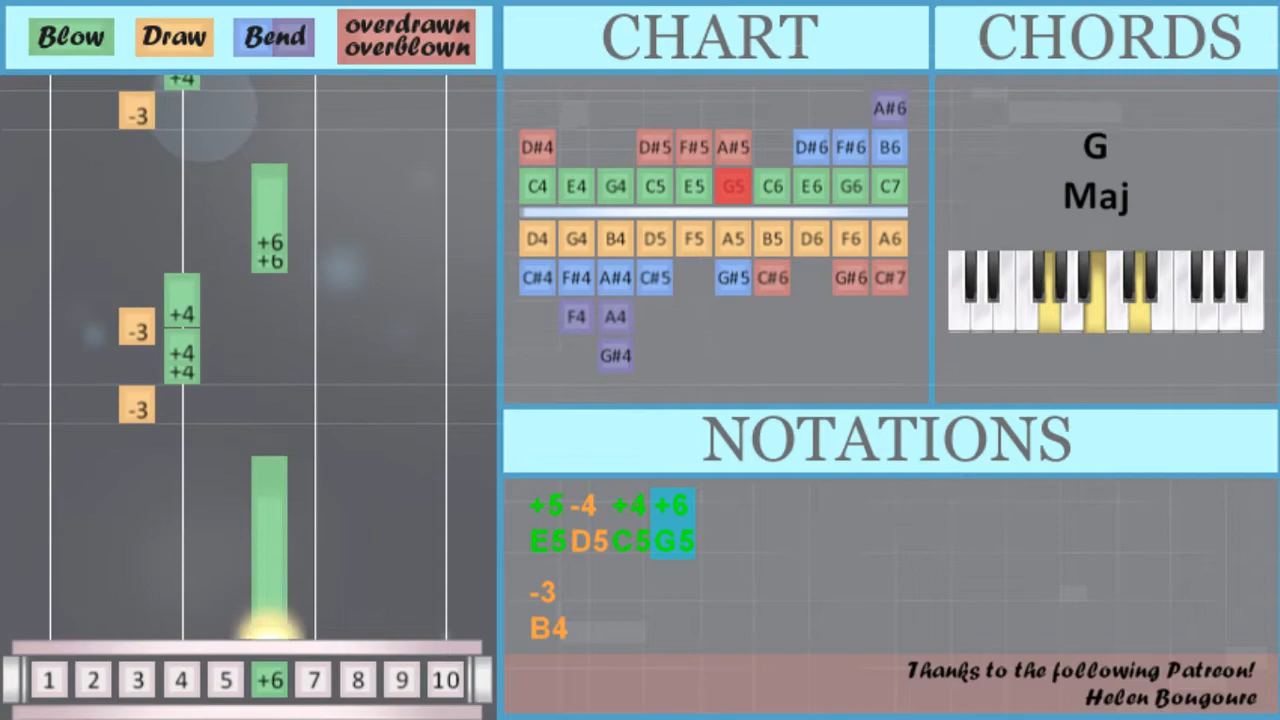 Blow Draw Bend overdrawn
overblown
CHART
CHORDS
+4
-3
+6
+6
+4
-3
+4
+4
-3
1 2 3 4 5 +6 7 8 9 10
A#6
D#4 D#5 F#5 A#5 D#6 F#6 B6
C4 E4 G4 C5 E5 G5 C6 E6 G6 C7
D4 G4 B4 D5 F5 A5 B5 D6 F6 A6
C#4 F#4 A#4 C#5 G#5 C#6 G#6 C#7
F4 A4
G#4
G
Maj
NOTATIONS
+5 -4 +4 +6
E5 D5 C5 G5
-3
B4
Thanks to the following Patreon!
Helen Bougoure